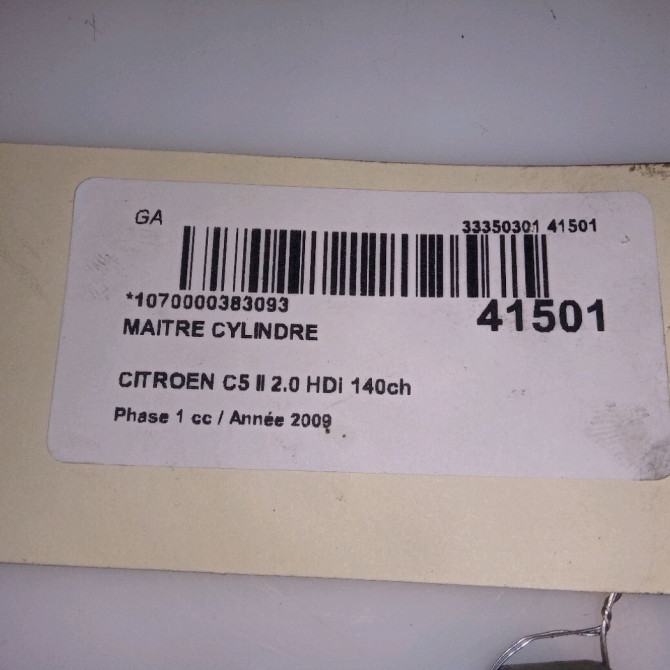 GA
33350301 41501
*1070000383093
41501
MAITRE CYLINDRE
CITROEN C5 II 2.0 HDi 140ch
Phase 1 cc / Année 2009